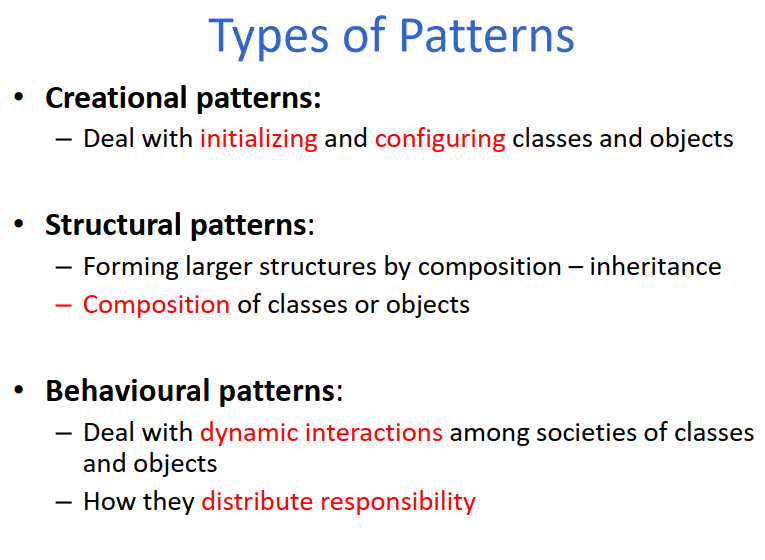 Types of Patterns
• Creational patterns:
– Deal with initializing and configuring classes and objects
• Structural patterns:
– Forming larger structures by composition – inheritance
– Composition of classes or objects
• Behavioural patterns:
– Deal with dynamic interactions among societies of classes
and objects
– How they distribute responsibility